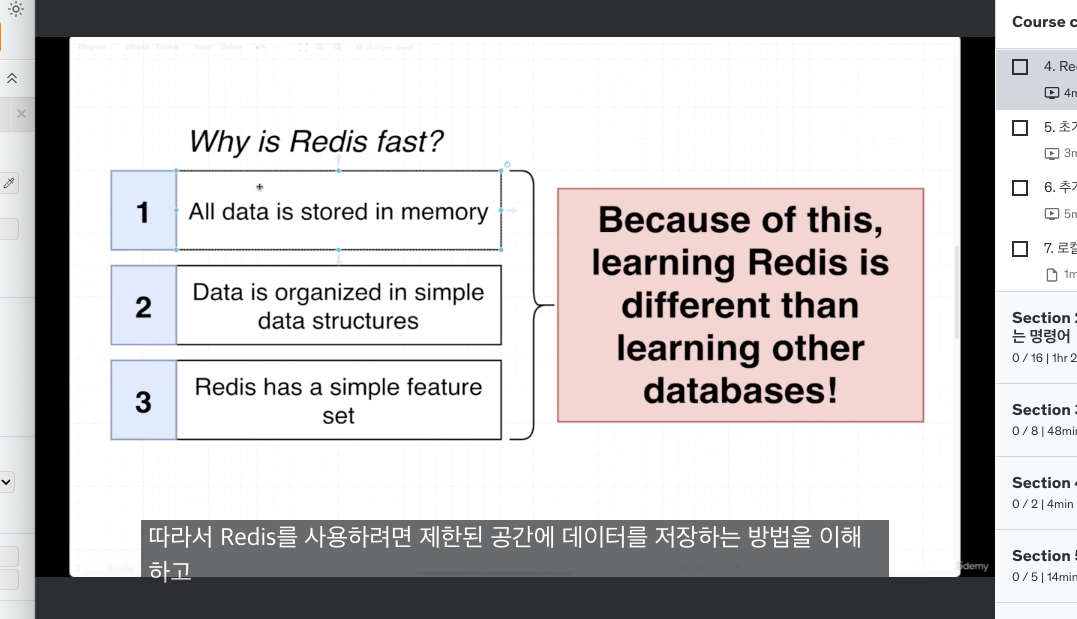 Course c
4. Re
4m
5. 초기
3m
6. 추가
5m
7. 로컬
1m
Section 2
는 명령어
0 / 16 | 1hr 2
Section 3
0 / 8 | 48min
Section 4
0 / 2 | 4min
Section 5
0 / 5 | 14min
Why is Redis fast?
1
All data is stored in memory
2
Data is organized in simple
data structures
3
Redis has a simple feature
set
Because of this,
learning Redis is
different than
learning other
databases!
따라서 Redis를 사용하려면 제한된 공간에 데이터를 저장하는 방법을 이해
하고